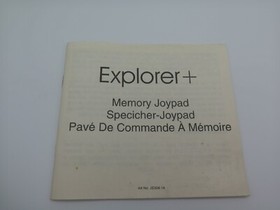 Explorer+
Memory Joypad
Specicher-Joypad
Pavé De Commande À Mémoire